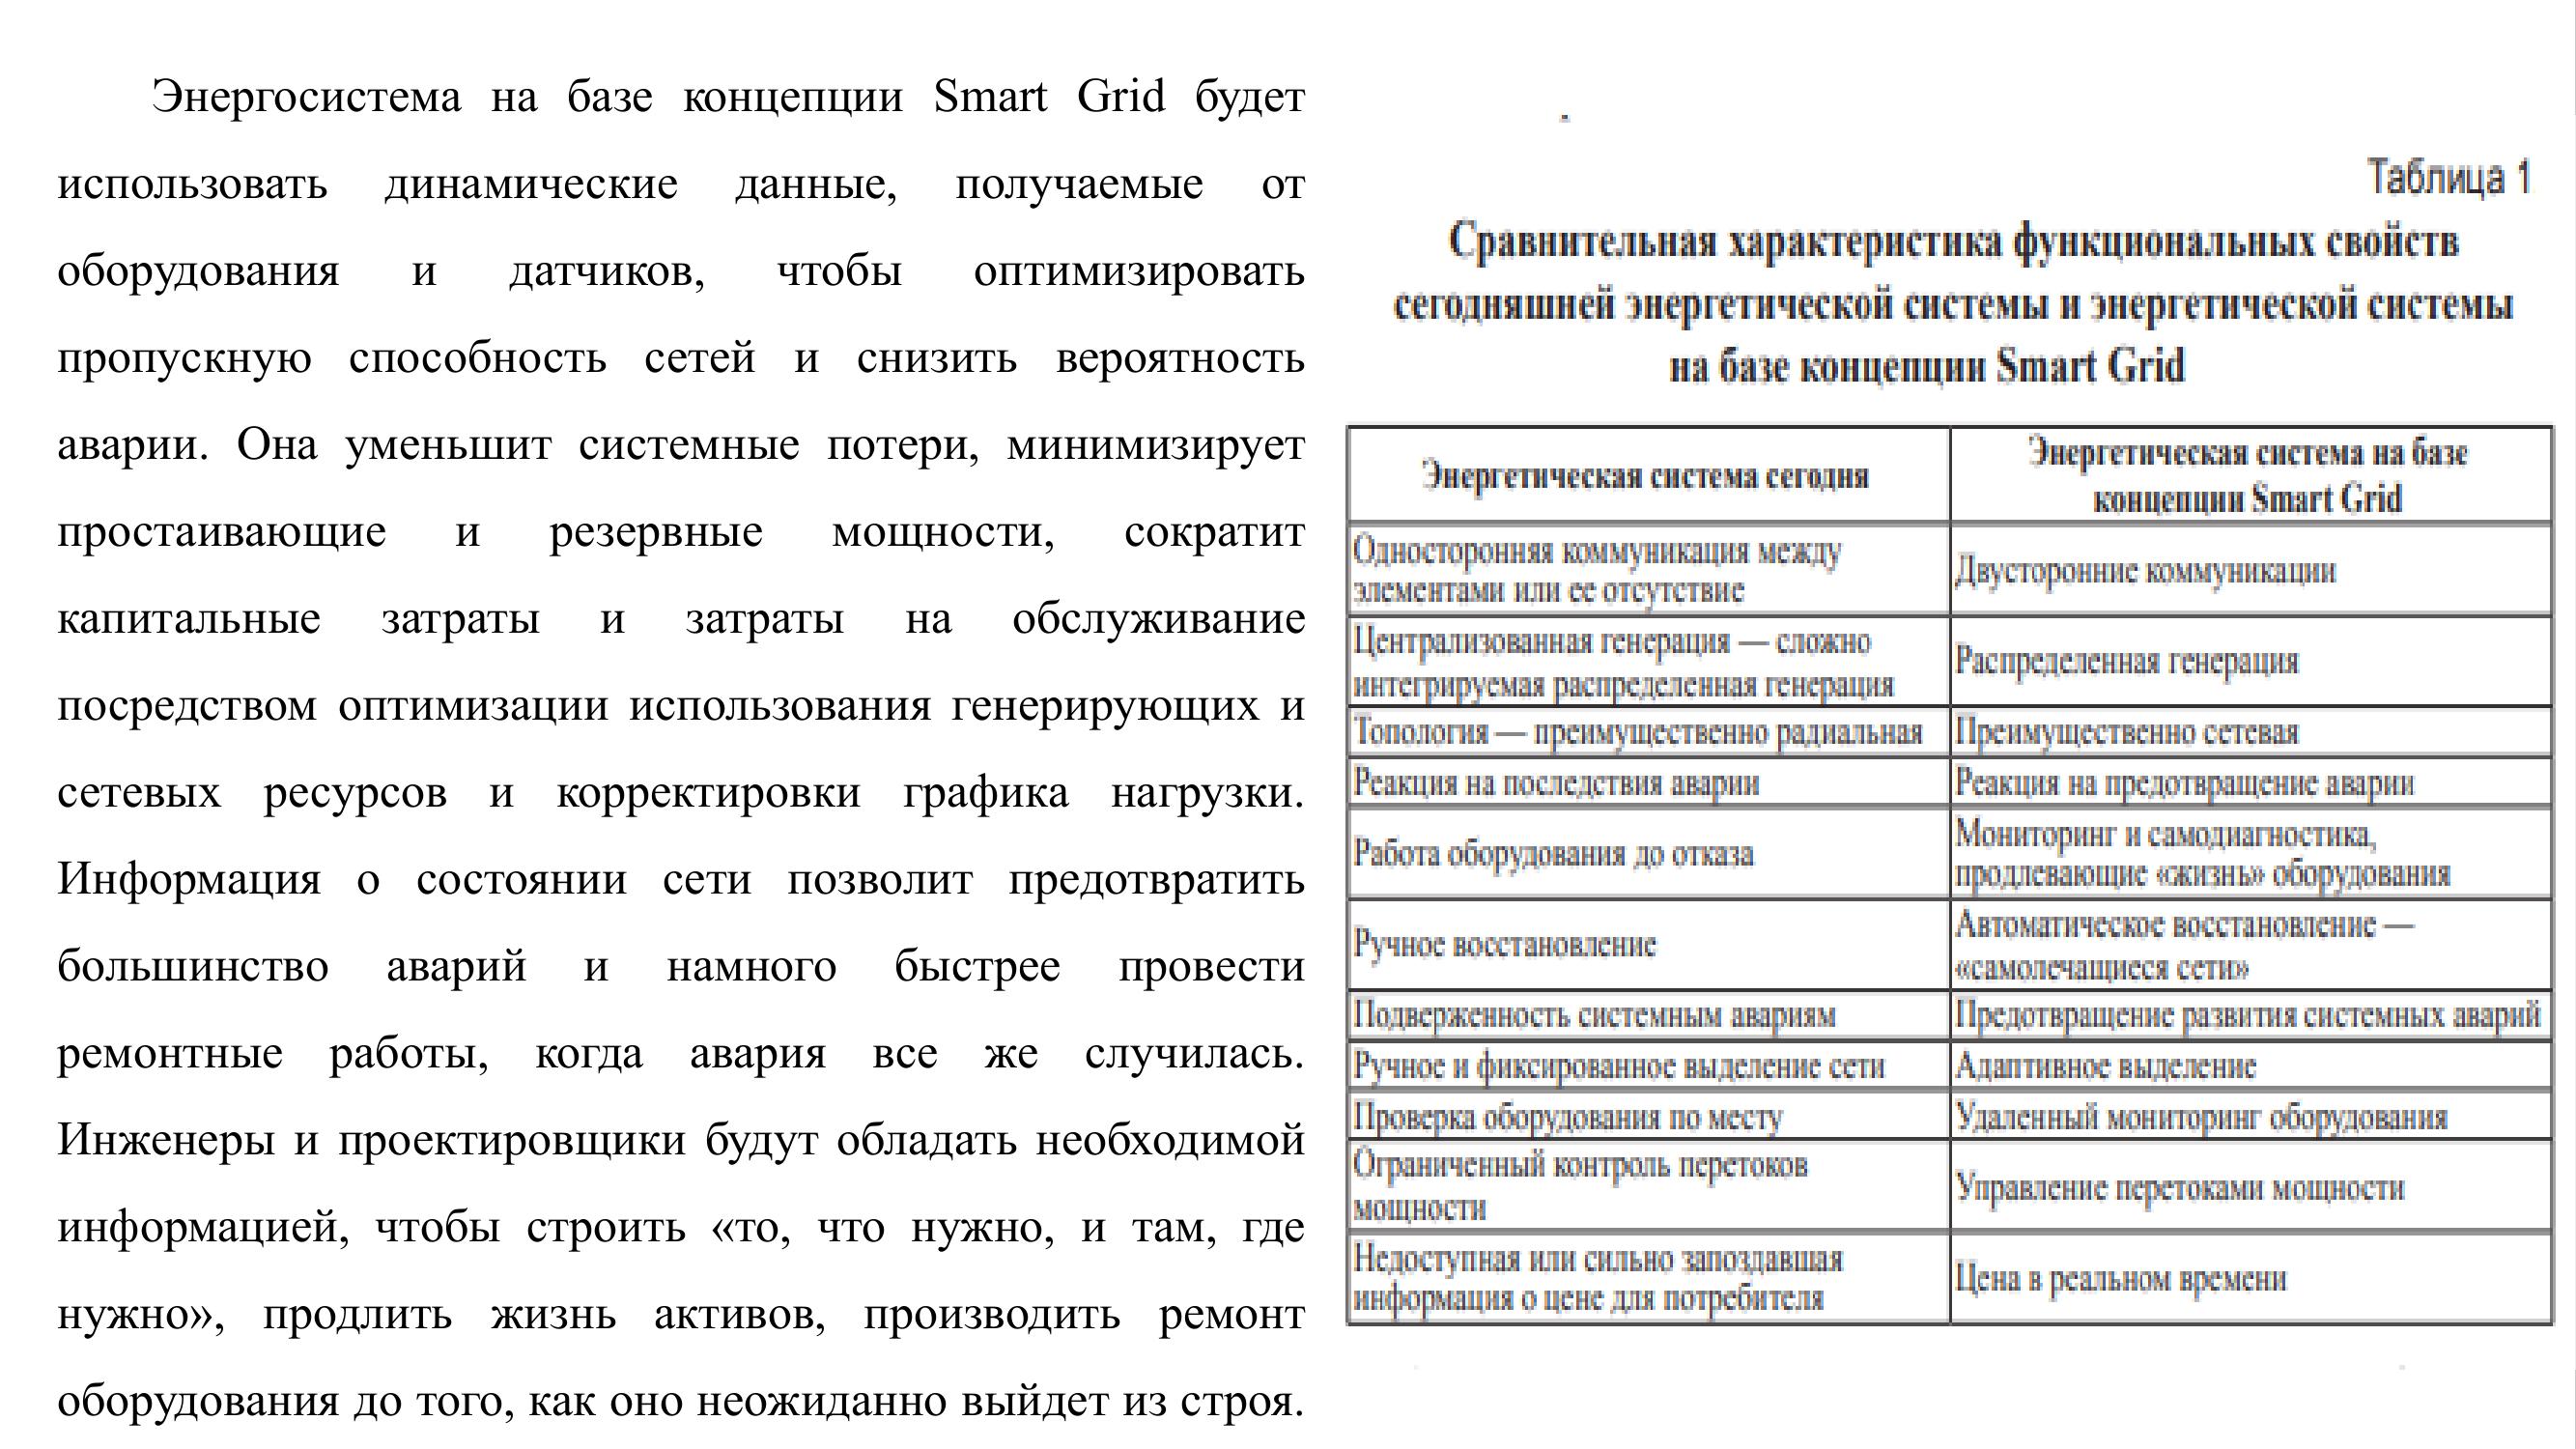 Энергосистема на базе концепции Smart Grid будет
использовать динамические данные, получаемые от
оборудования и датчиков, чтобы оптимизировать
пропускную способность сетей и снизить вероятность
аварии. Она уменьшит системные потери, минимизирует
простаивающие и резервные мощности, сократит
капитальные затраты и затраты на обслуживание
посредством оптимизации использования генерирующих и
сетевых ресурсов и корректировки графика нагрузки.
Информация о состоянии сети позволит предотвратить
большинство аварий и намного быстрее провести
ремонтные работы, когда авария все же случилась.
Инженеры и проектировщики будут обладать необходимой
информацией, чтобы строить «то, что нужно, и там, где
нужно», продлить жизнь активов, производить ремонт
оборудования до того, как оно неожиданно выйдет из строя.
Таблица 1
Сравнительная характеристика функциональных свойств
сегодняшней энергетической системы и энергетической системы
на базе концепции Smart Grid
Энергетическая система сегодня
Энергетическая система на базе
концепции Smart Grid
Односторонняя коммуникация между
элементами или ее отсутствие
Двусторонние коммуникации
Централизованная генерация — сложно
интегрируемая распределенная генерация
Распределенная генерация
Топология — преимущественно радиальная
Преимущественно сетевая
Реакция на последствия аварии
Реакция на предотвращение аварии
Работа оборудования до отказа
Мониторинг и самодиагностика,
продлевающие «жизнь» оборудования
Ручное восстановление
Автоматическое восстановление —
«самолечащиеся сети»
Подверженность системным авариям
Предотвращение развития системных аварий
Ручное и фиксированное выделение сети
Адаптивное выделение
Проверка оборудования по месту
Удаленный мониторинг оборудования
Ограниченный контроль перетоков
мощности
Управление перетоками мощности
Недоступная или сильно запоздавшая
информация о цене для потребителя
Цена в реальном времени